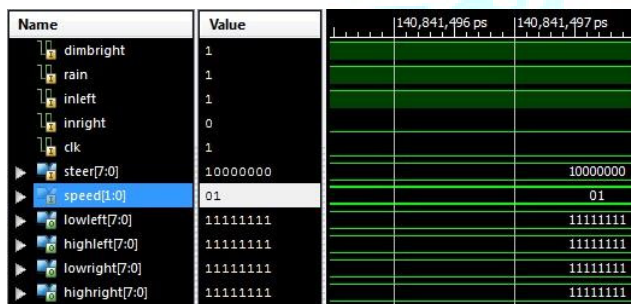 Name Value 140,841,496 ps 140,841,497 ps
dimbright 1
rain 1
inleft 1
inright 0
clk 1
steer[7:0] 10000000 10000000
speed[1:0] 01 01
lowleft[7:0] 11111111 11111111
highleft[7:0] 11111111 11111111
lowright[7:0] 11111111 11111111
highright[7:0] 11111111 11111111